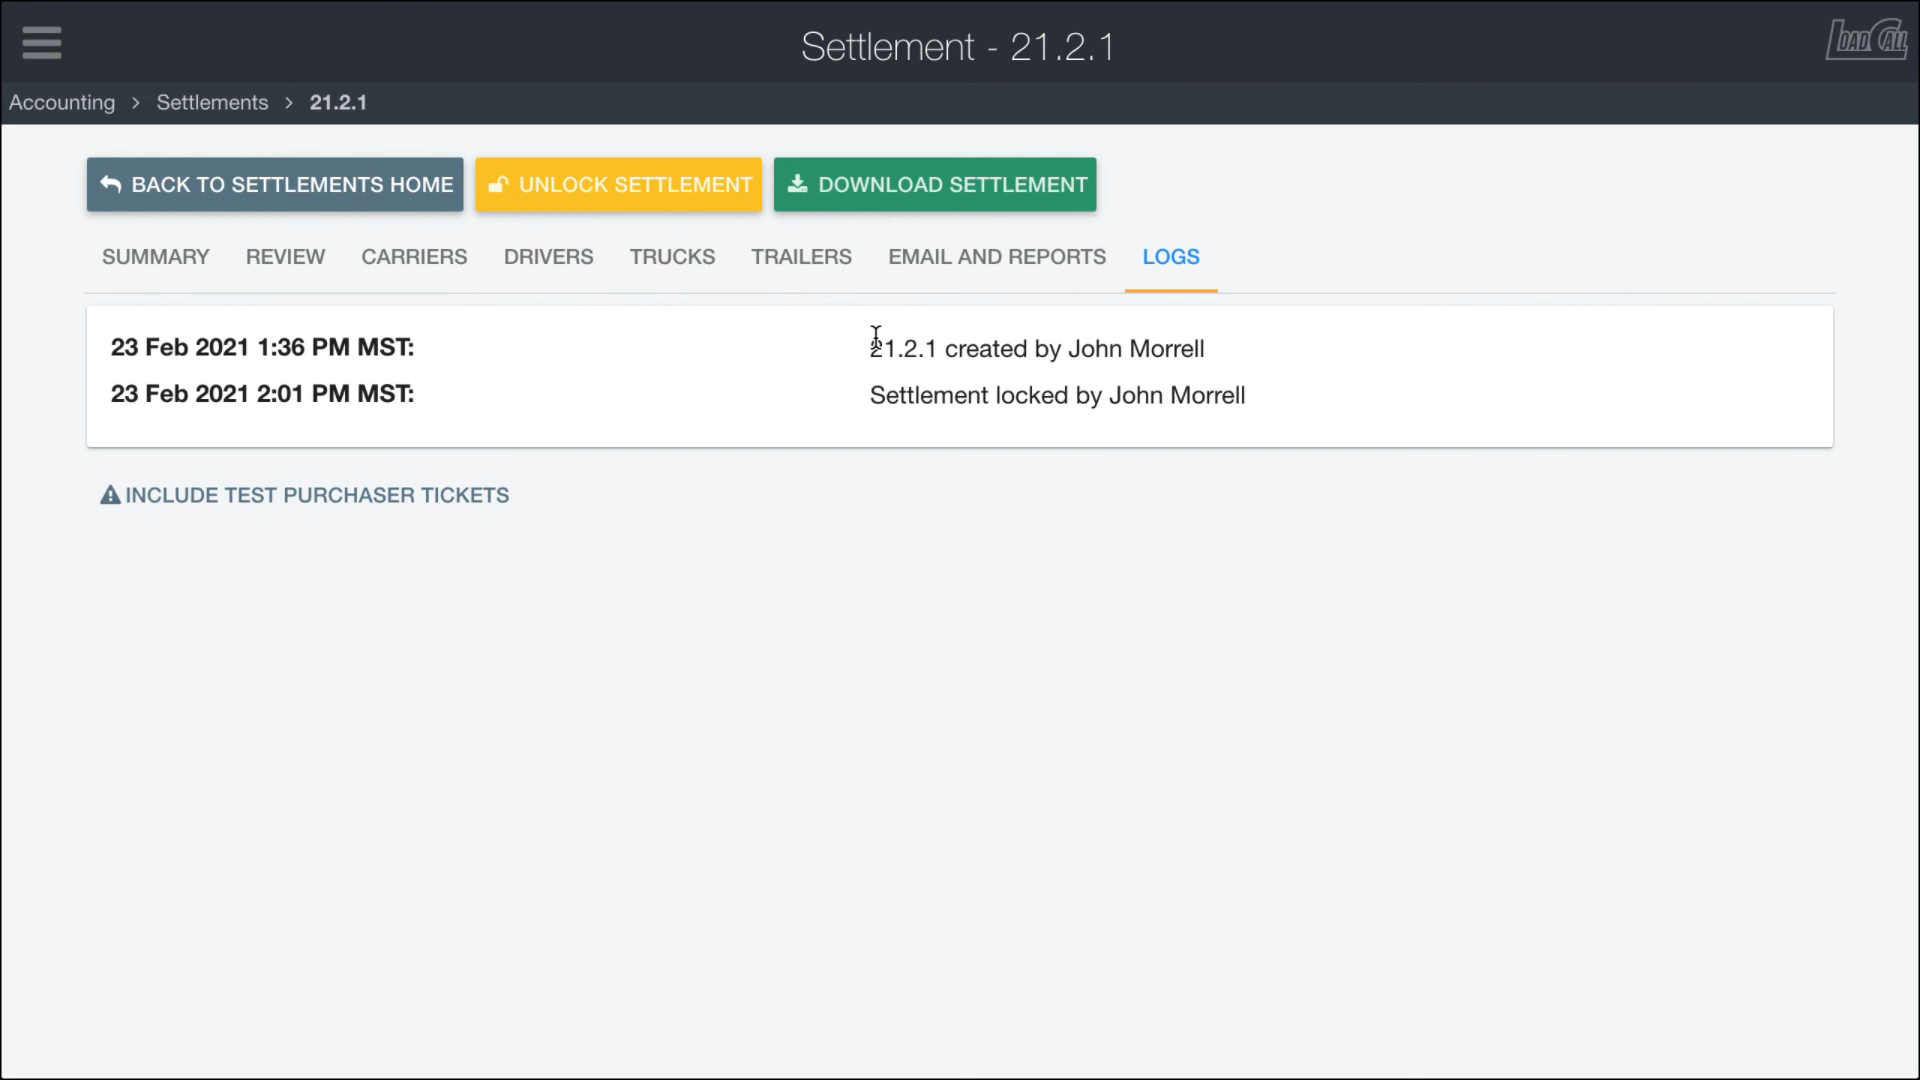 Settlement - 21.2.1
LOAD CALL
Accounting > Settlements > 21.2.1
BACK TO SETTLEMENTS HOME UNLOCK SETTLEMENT DOWNLOAD SETTLEMENT
SUMMARY REVIEW CARRIERS DRIVERS TRUCKS TRAILERS EMAIL AND REPORTS LOGS
23 Feb 2021 1:36 PM MST: 21.2.1 created by John Morrell
23 Feb 2021 2:01 PM MST: Settlement locked by John Morrell
INCLUDE TEST PURCHASER TICKETS